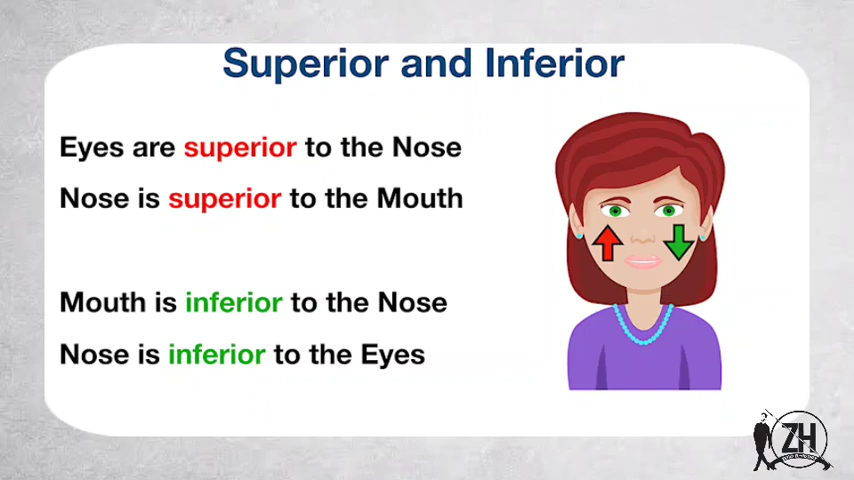 Superior and Inferior
Eyes are superior to the Nose
Nose is superior to the Mouth
Mouth is inferior to the Nose
Nose is inferior to the Eyes
ZH